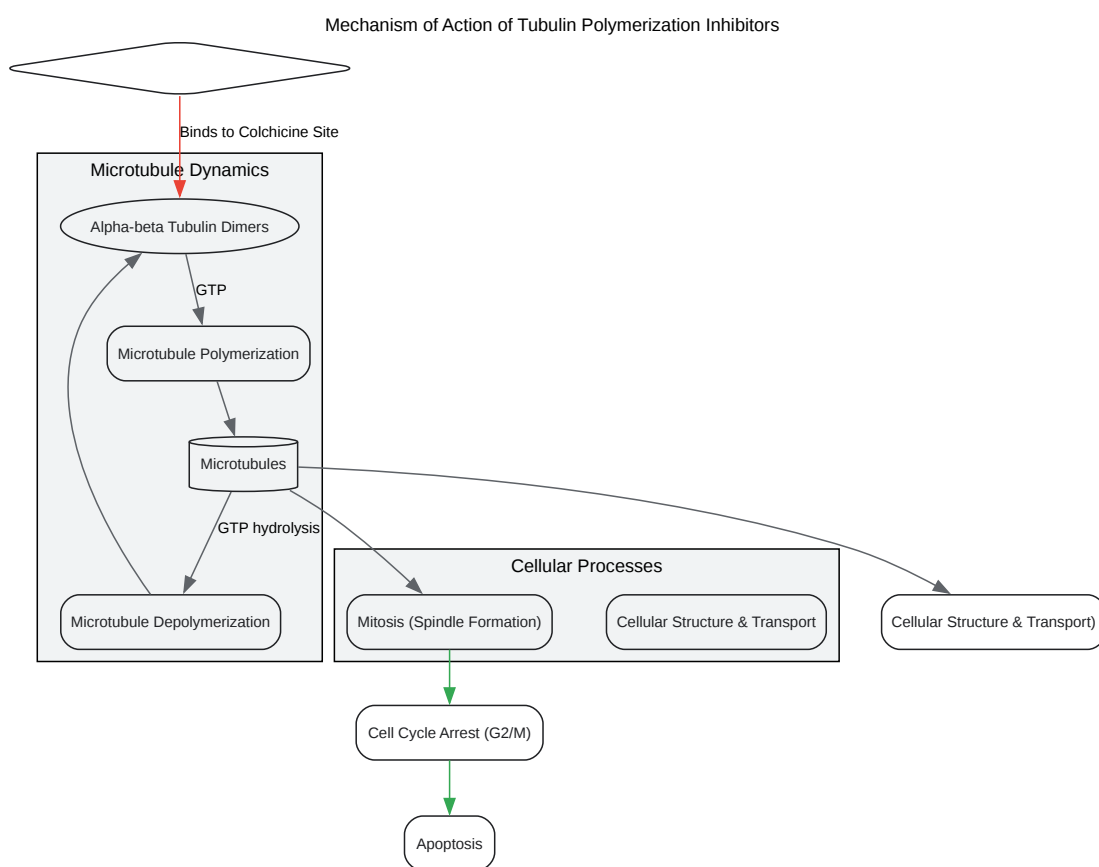 Mechanism of Action of Tubulin Polymerization Inhibitors
Binds to Colchicine Site
Microtubule Dynamics
Alpha-beta Tubulin Dimers
GTP
Microtubule Polymerization
Microtubules
GTP hydrolysis
Cellular Processes
Microtubule Depolymerization
Mitosis (Spindle Formation)
Cellular Structure & Transport
Cellular Structure & Transport)
Cell Cycle Arrest (G2/M)
Apoptosis